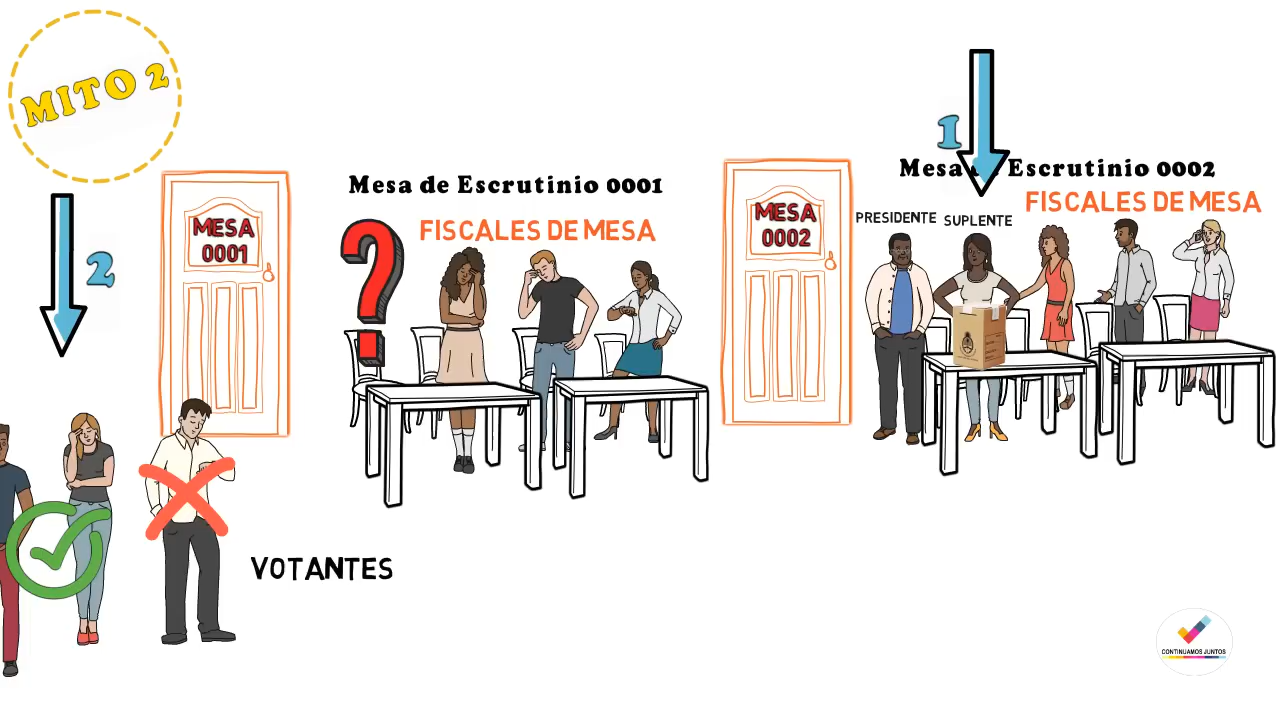 MITO 2
1
Mesa de Escrutinio 0002
Mesa de Escrutinio 0001
FISCALES DE MESA
PRESIDENTE SUPLENTE
MESA
0001
FISCALES DE MESA
MESA
0002
2
VOTANTES
CONTINUAMOS JUNTOS